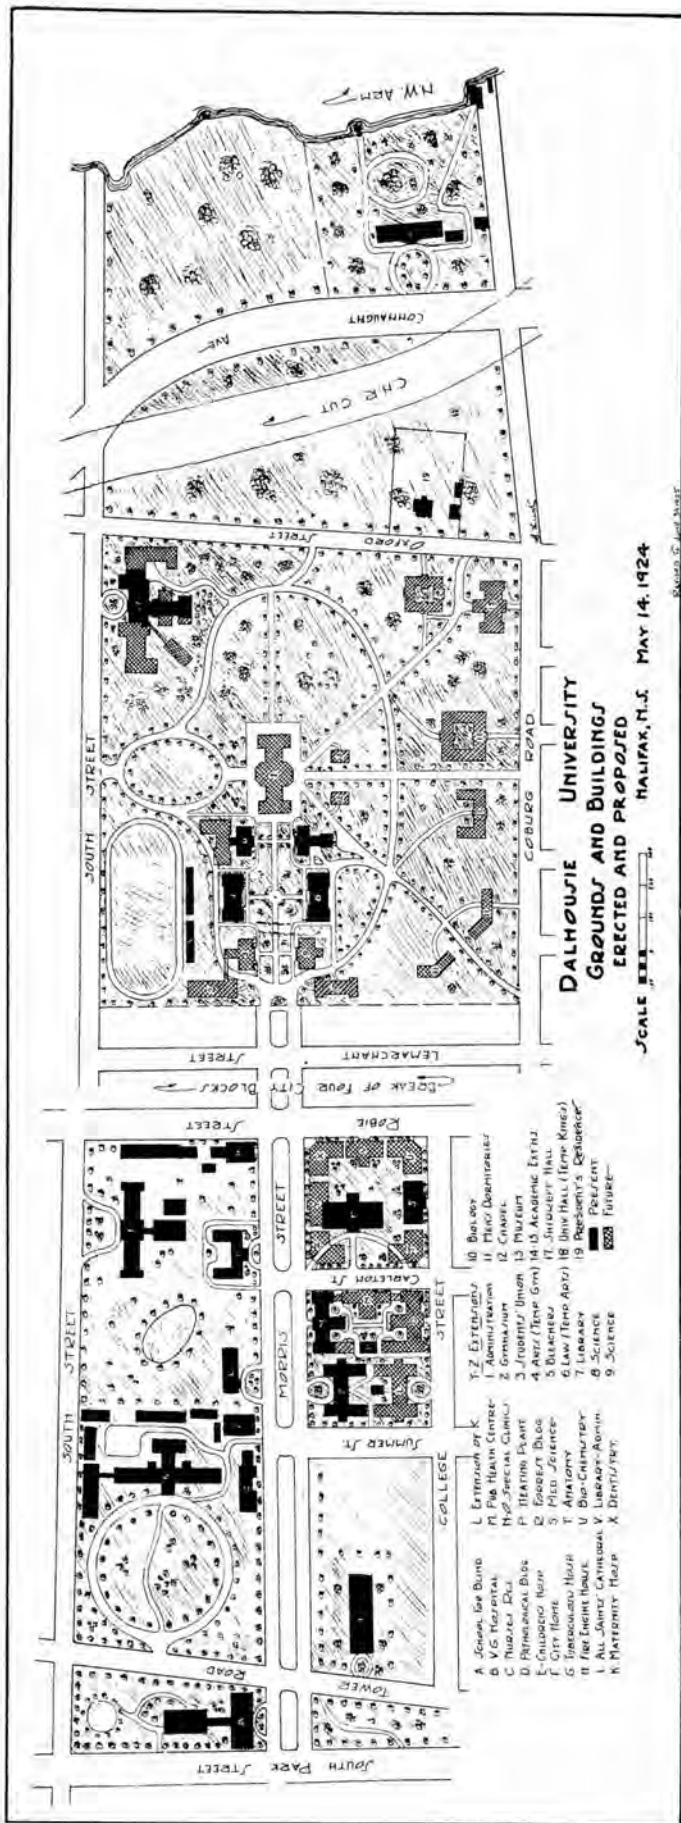 N.W. ARM
CONNAUGHT
AVE
C.N.R. CUT
19
OXFORD
STREET
SOUTH STREET
COBURG ROAD
DALHOUSIE UNIVERSITY
GROUNDS AND BUILDINGS
ERECTED AND PROPOSED
HALIFAX, N.S. MAY 14. 1924
SCALE
LEMARCHANT
STREET
BREAK OF FOUR CITY BLOCKS
ROBIE
STREET
SOUTH STREET
MORRIS STREET
CARLETON ST.
SUMMER ST.
COLLEGE STREET
TOWER
ROAD
SOUTH PARK STREET
A SCHOOL FOR BLIND
B V.G. HOSPITAL
C NURSES RES.
D PATHOLOGICAL BLDG
E CHILDRENS HOSP.
F CITY HOME
G TUBERCULOUS HOSP.
H FIRE ENGINE HOUSE
I. ALL SAINTS' CATHEDRAL
K MATERNITY HOSP.
L EXTENSION OF K
M PUB HEALTH CENTRE
N-O SPECIAL CLINICS
P HEATING PLANT
R FORREST BLDG
S MED SCIENCE
T ANATOMY
U BIO-CHEMISTRY
V LIBRARY-ADMIN.
X DENTISTRY.
Y-Z EXTENSIONS
1 ADMINISTRATION
2 GYMNASIUM
3 STUDENTS UNION
4 ARTS (TEMP GYM)
5 BLEACHERS
6 LAW (TEMP ARTS)
7 LIBRARY
8 SCIENCE
9 SCIENCE
10 BIOLOGY
11 MENS DORMITORIES
12 CHAPEL
13 MUSEUM
14-15 ACADEMIC EXT'NS.
17. SHIRREFF HALL
18 UNIV HALL (TEMP KING'S)
19 PRESIDENT'S RESIDENCE
PRESENT
FUTURE